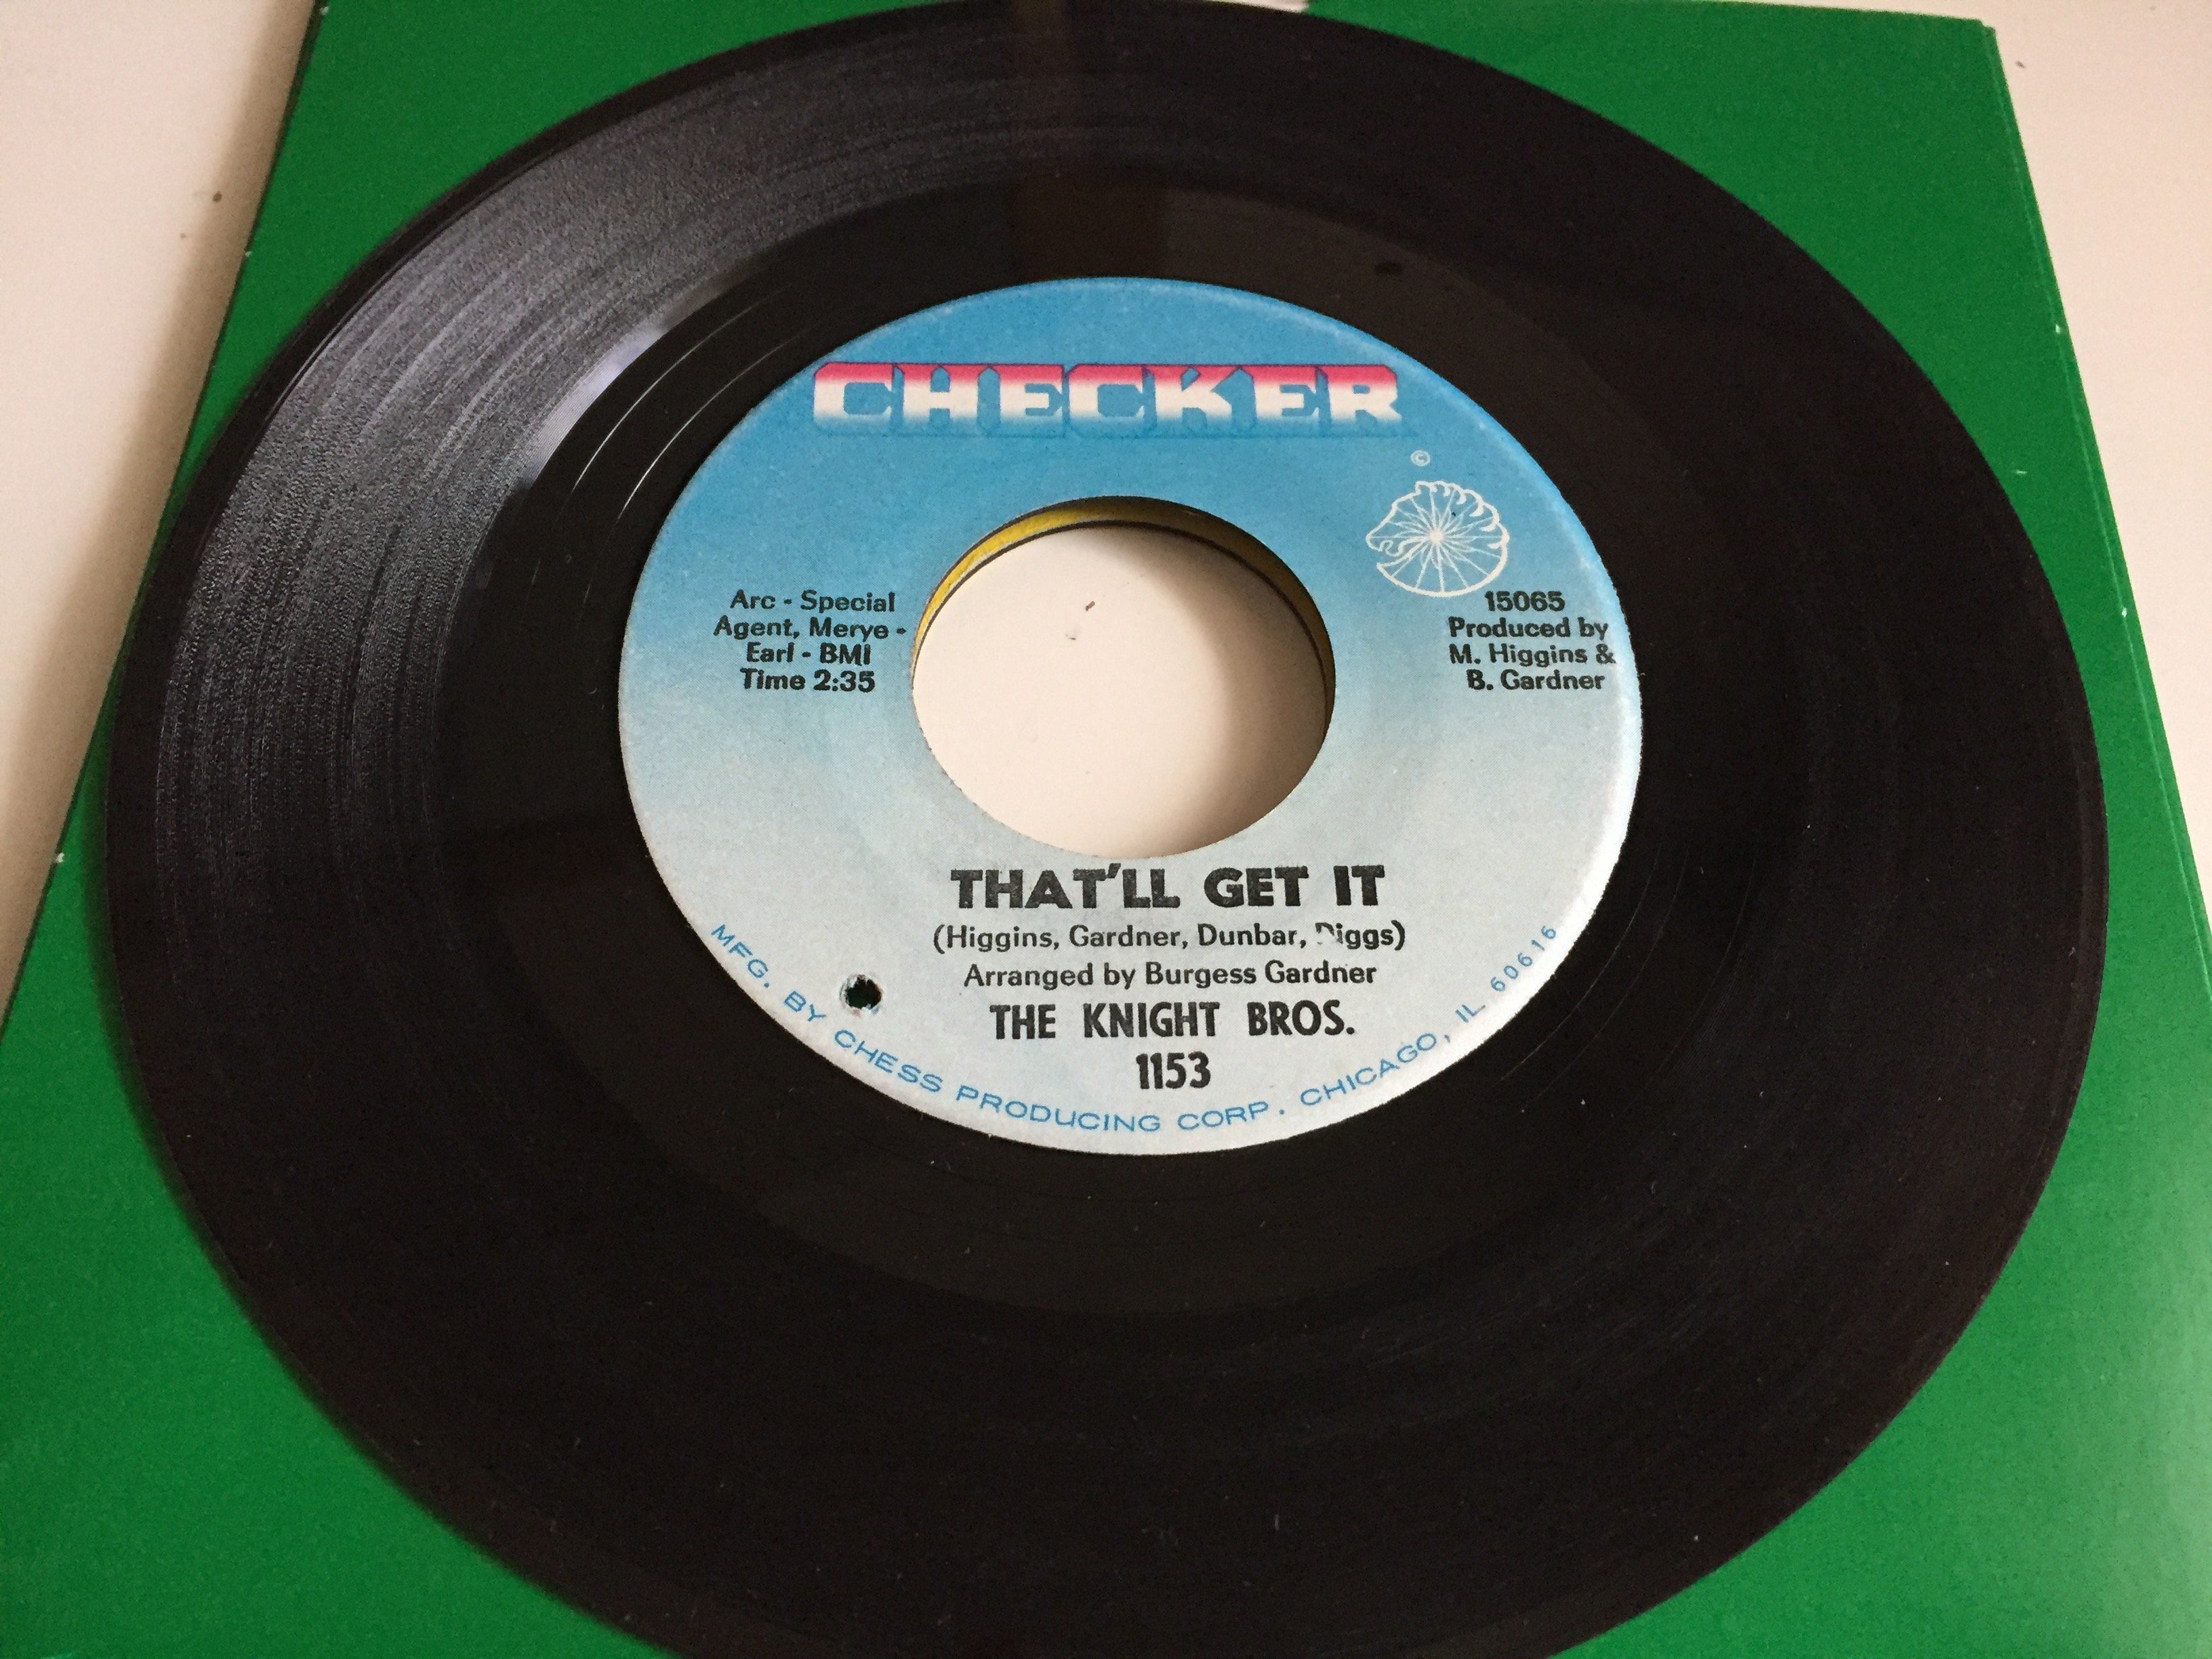 CHECKER
©
Arc - Special
Agent, Merye -
Earl - BMI
Time 2:35
15065
Produced by
M. Higgins &
B. Gardner
THAT'LL GET IT
(Higgins, Gardner, Dunbar, Diggs)
Arranged by Burgess Gardner
THE KNIGHT BROS.
1153
MFG. BY CHESS PRODUCING CORP. CHICAGO, IL 60616